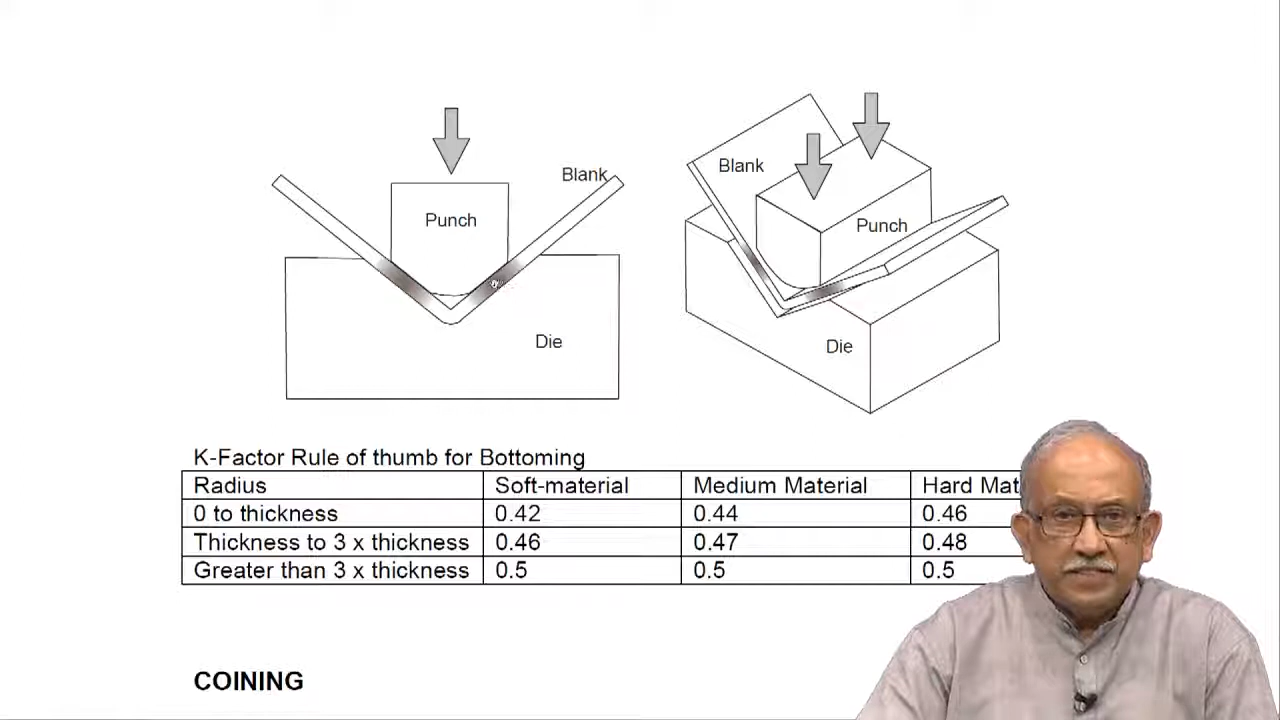 Blank
Punch
Die
Blank
Punch
Die
K-Factor Rule of thumb for Bottoming
Radius Soft-material Medium Material Hard Mat
0 to thickness 0.42 0.44 0.46
Thickness to 3 x thickness 0.46 0.47 0.48
Greater than 3 x thickness 0.5 0.5 0.5
COINING